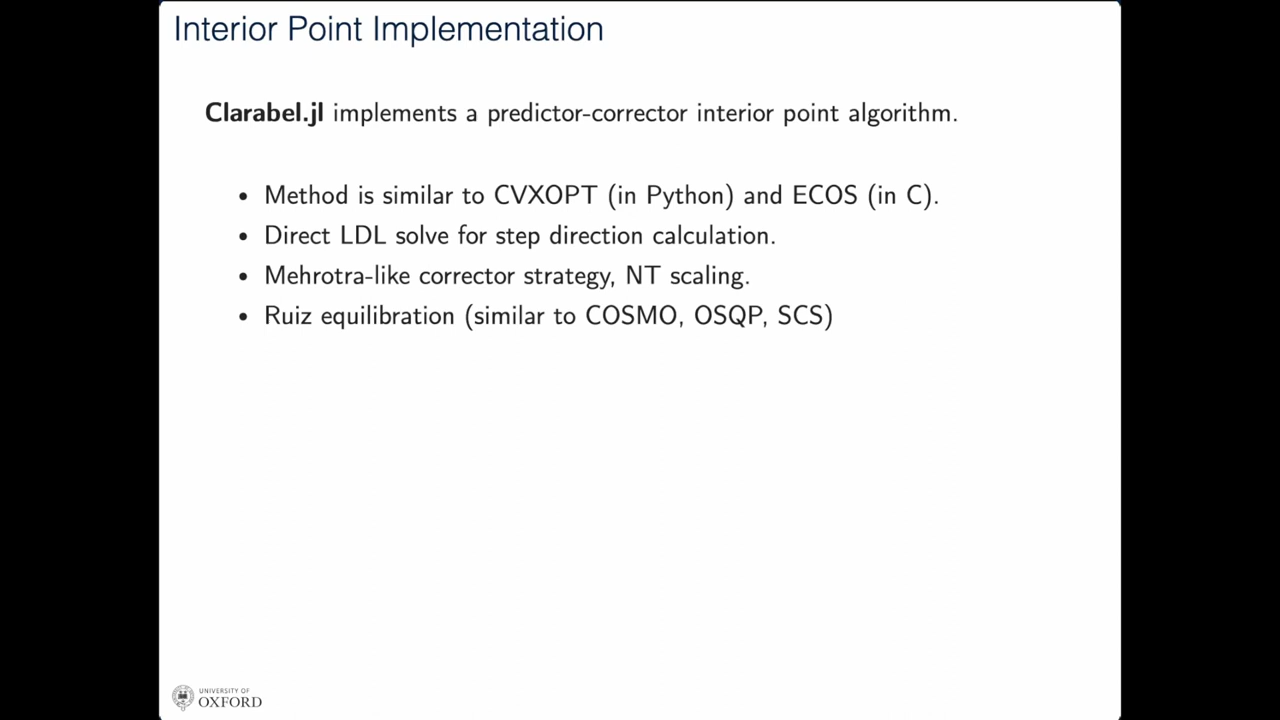 Interior Point Implementation
Clarabel.jl implements a predictor-corrector interior point algorithm.
• Method is similar to CVXOPT (in Python) and ECOS (in C).
• Direct LDL solve for step direction calculation.
• Mehrotra-like corrector strategy, NT scaling.
• Ruiz equilibration (similar to COSMO, OSQP, SCS)
UNIVERSITY OF
OXFORD